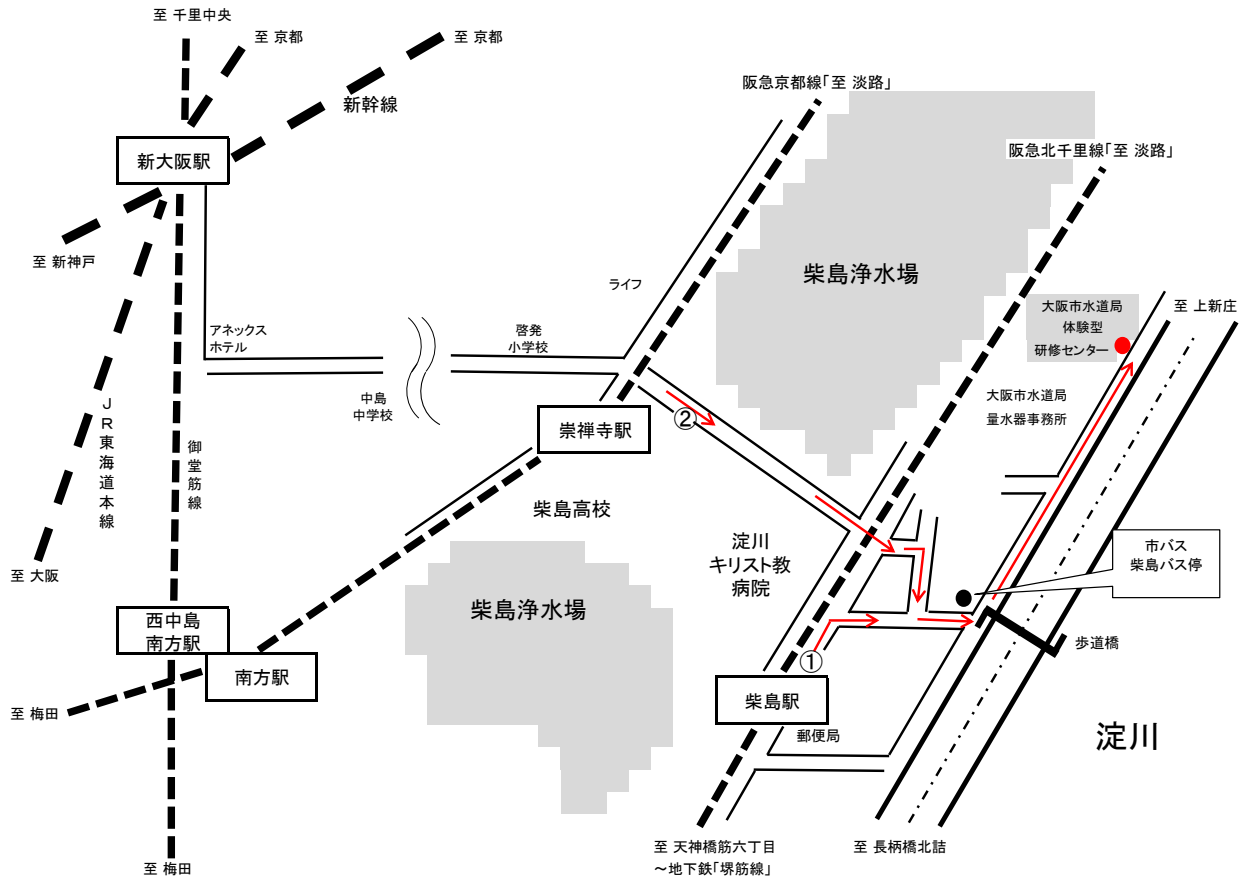 至 千里中央
至 京都
至 京都
新幹線
新大阪駅
至 新神戸
阪急京都線「至 淡路」
阪急北千里線「至 淡路」
柴島浄水場
ライフ
大阪市水道局
体験型
研修センター
至 上新庄
アネックス
ホテル
啓発
小学校
中島
中学校
大阪市水道局
量水器事務所
JR東海道本線
御堂筋線
崇禅寺駅
②
柴島高校
淀川
キリスト教
病院
市バス
柴島バス停
至 大阪
柴島浄水場
西中島
南方駅
南方駅
①
歩道橋
柴島駅
至 梅田
郵便局
淀川
至 梅田
至 天神橋筋六丁目
～地下鉄「堺筋線」
至 長柄橋北詰